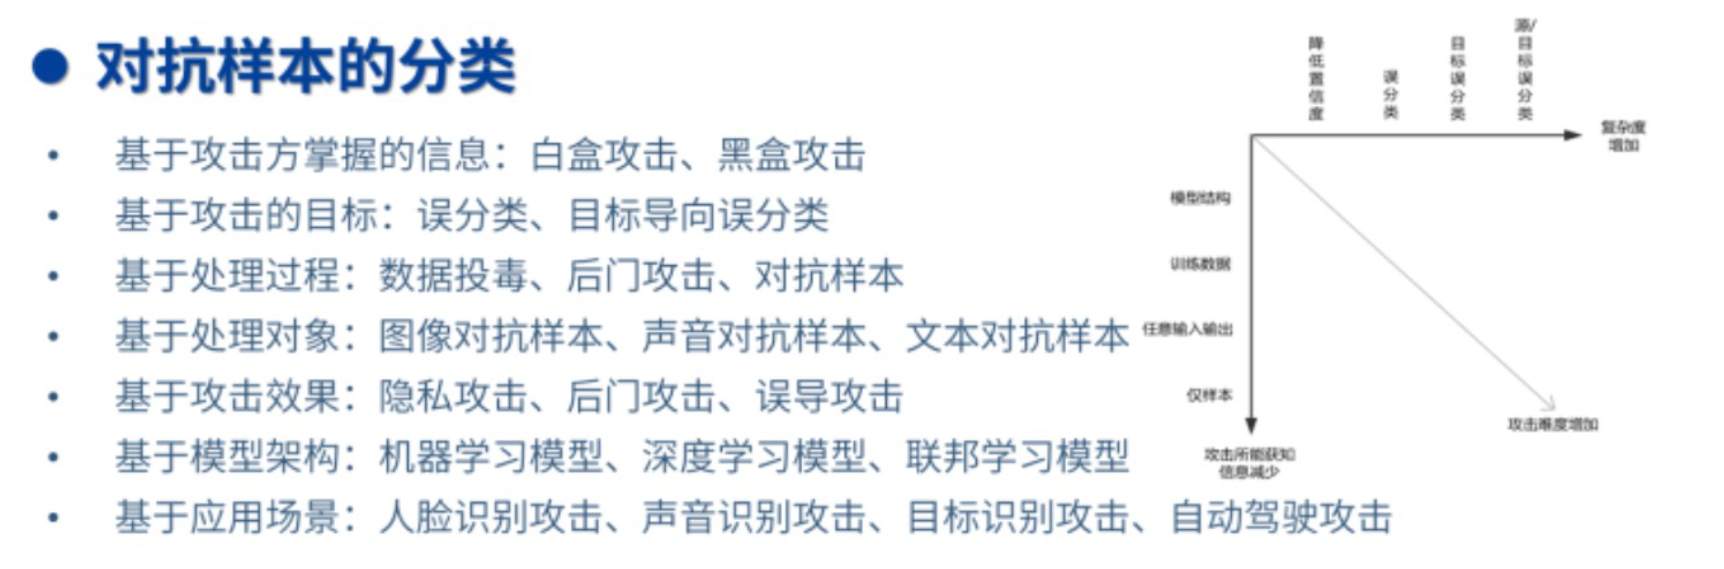 ● 对抗样本的分类
• 基于攻击方掌握的信息：白盒攻击、黑盒攻击
• 基于攻击的目标：误分类、目标导向误分类
• 基于处理过程：数据投毒、后门攻击、对抗样本
• 基于处理对象：图像对抗样本、声音对抗样本、文本对抗样本
• 基于攻击效果：隐私攻击、后门攻击、误导攻击
• 基于模型架构：机器学习模型、深度学习模型、联邦学习模型
• 基于应用场景：人脸识别攻击、声音识别攻击、目标识别攻击、自动驾驶攻击
降低置信度
误分类
目标误分类
源/目标误分类
复杂度
增加
模型结构
训练数据
任意输入输出
仅样本
攻击所能获知
信息减少
攻击难度增加